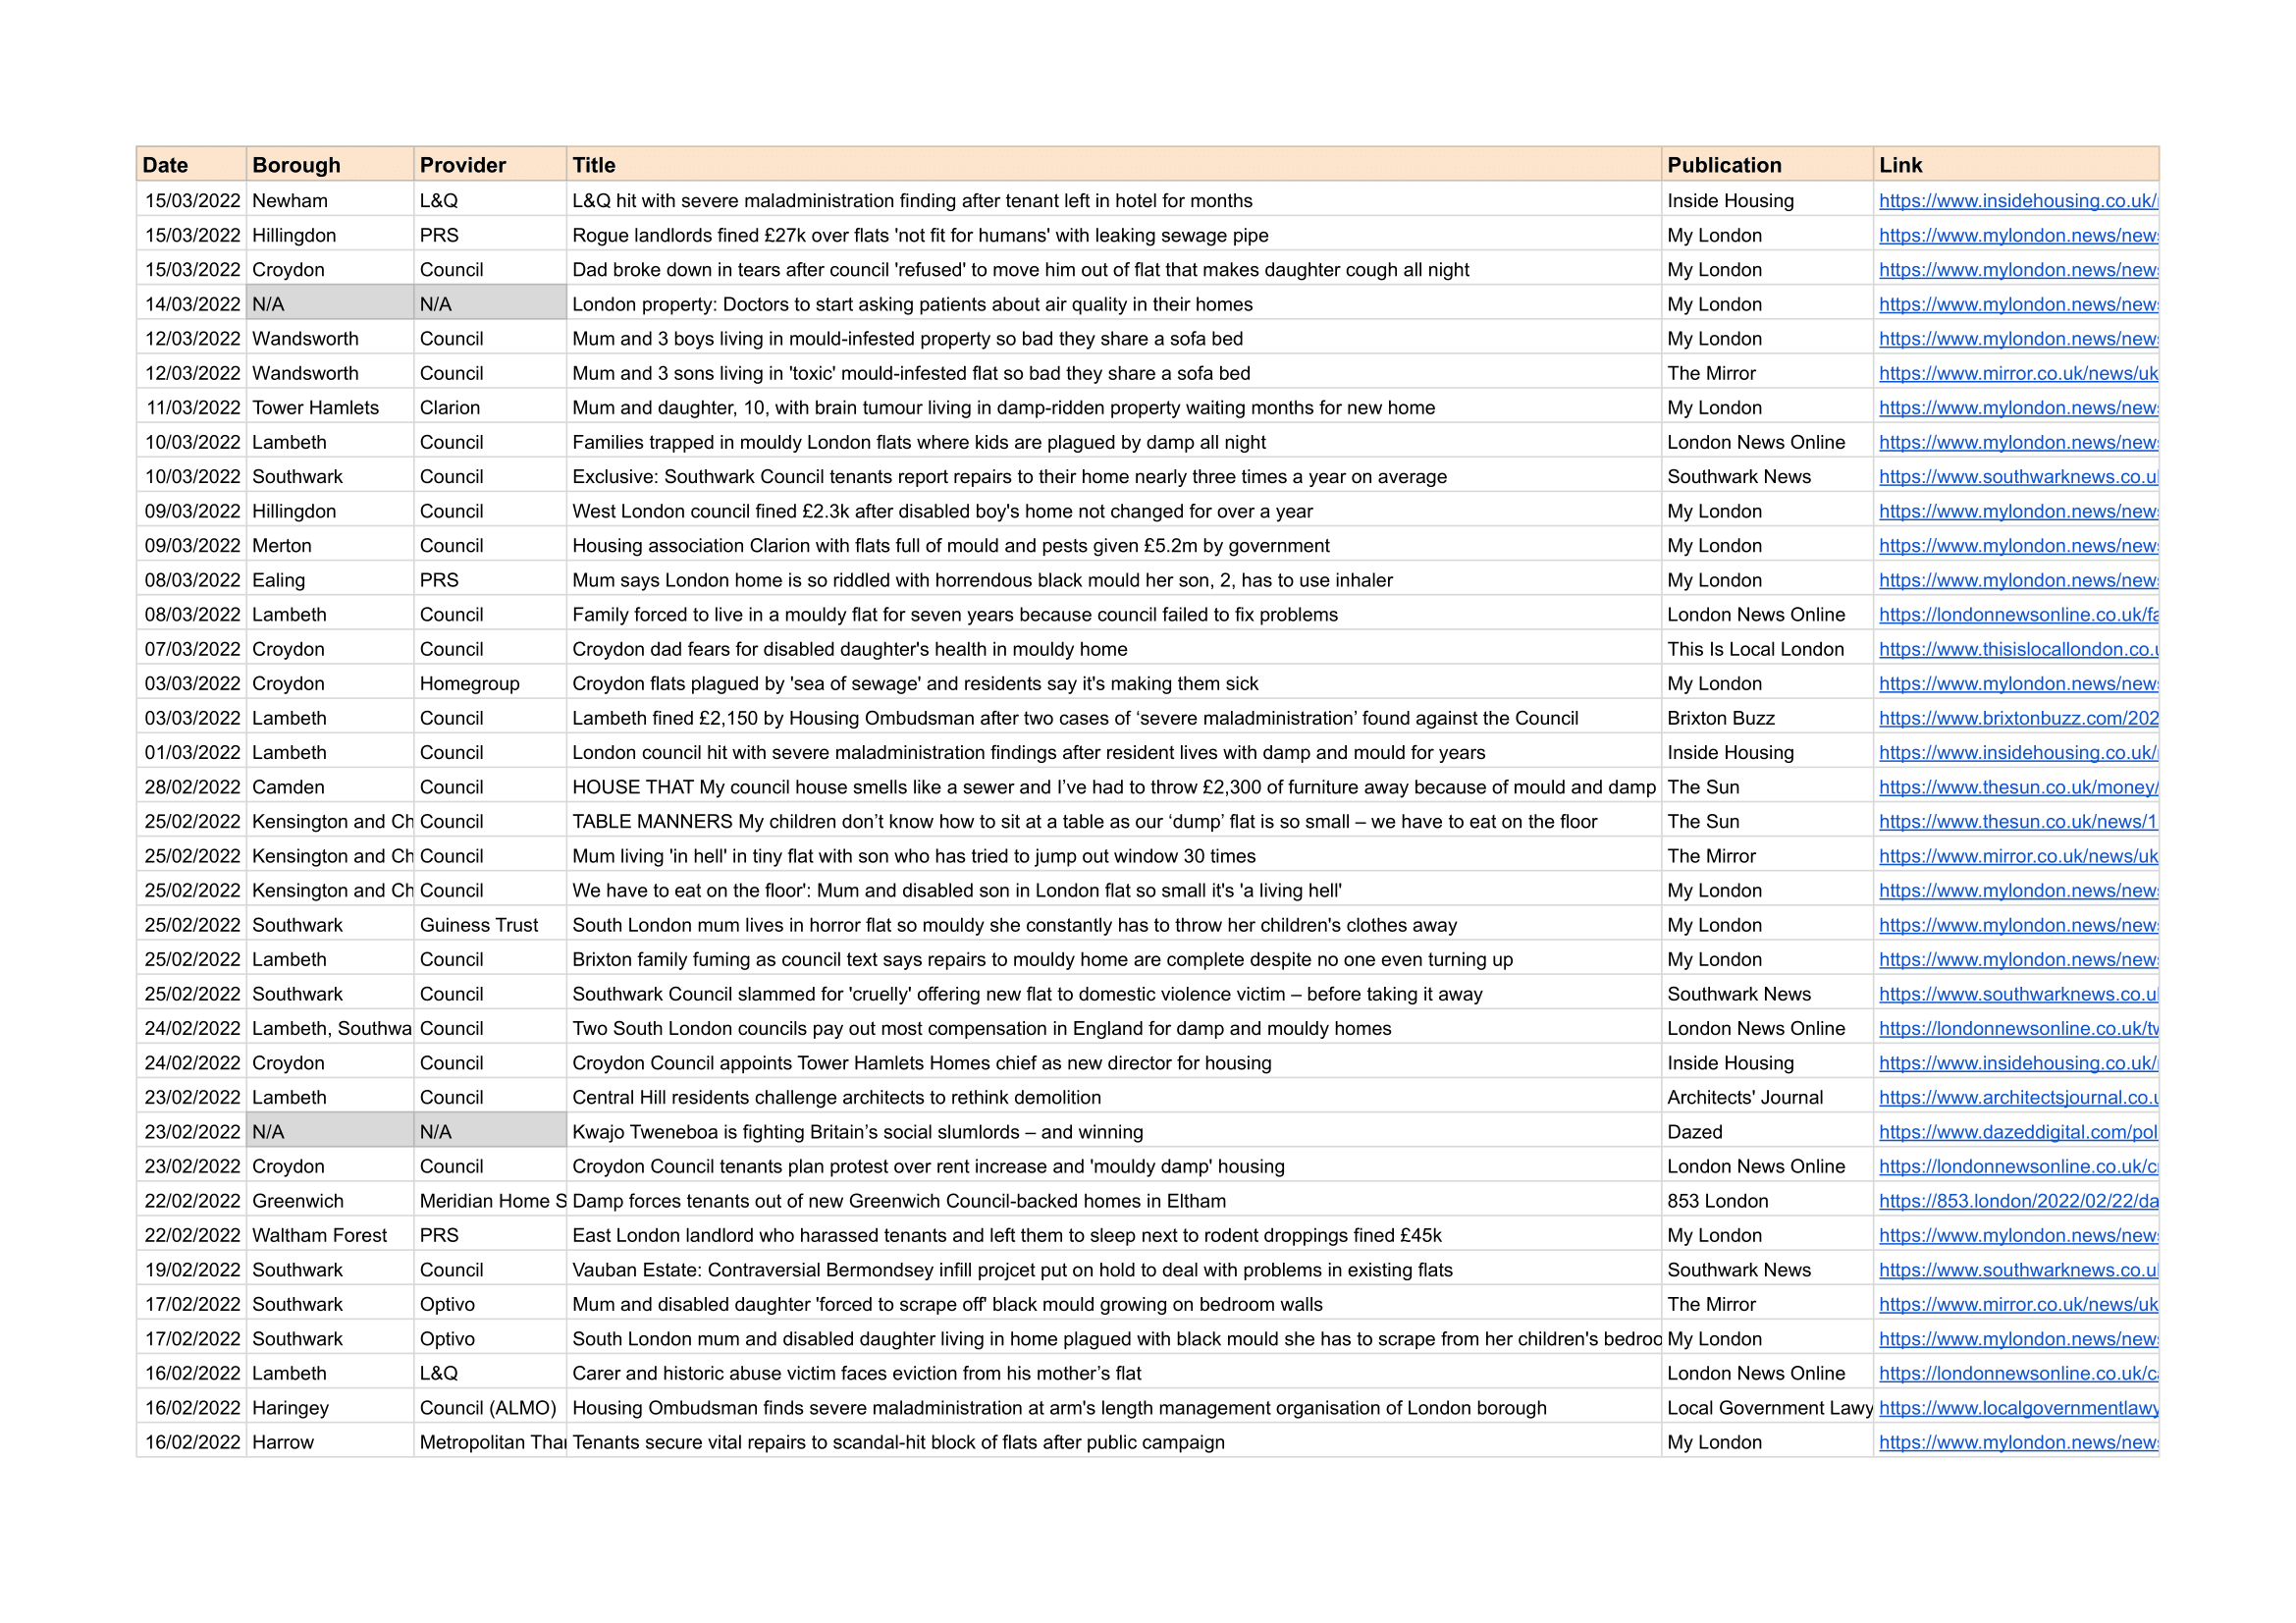 Date Borough Provider Title Publication Link
15/03/2022 Newham L&Q L&Q hit with severe maladministration finding after tenant left in hotel for months Inside Housing https://www.insidehousing.co.uk/
15/03/2022 Hillingdon PRS Rogue landlords fined £27k over flats 'not fit for humans' with leaking sewage pipe My London https://www.mylondon.news/news
15/03/2022 Croydon Council Dad broke down in tears after council 'refused' to move him out of flat that makes daughter cough all night My London https://www.mylondon.news/news
14/03/2022 N/A N/A London property: Doctors to start asking patients about air quality in their homes My London https://www.mylondon.news/news
12/03/2022 Wandsworth Council Mum and 3 boys living in mould-infested property so bad they share a sofa bed My London https://www.mylondon.news/news
12/03/2022 Wandsworth Council Mum and 3 sons living in 'toxic' mould-infested flat so bad they share a sofa bed The Mirror https://www.mirror.co.uk/news/uk
11/03/2022 Tower Hamlets Clarion Mum and daughter, 10, with brain tumour living in damp-ridden property waiting months for new home My London https://www.mylondon.news/news
10/03/2022 Lambeth Council Families trapped in mouldy London flats where kids are plagued by damp all night London News Online https://www.mylondon.news/news
10/03/2022 Southwark Council Exclusive: Southwark Council tenants report repairs to their home nearly three times a year on average Southwark News https://www.southwarknews.co.u
09/03/2022 Hillingdon Council West London council fined £2.3k after disabled boy's home not changed for over a year My London https://www.mylondon.news/news
09/03/2022 Merton Council Housing association Clarion with flats full of mould and pests given £5.2m by government My London https://www.mylondon.news/news
08/03/2022 Ealing PRS Mum says London home is so riddled with horrendous black mould her son, 2, has to use inhaler My London https://www.mylondon.news/news
08/03/2022 Lambeth Council Family forced to live in a mouldy flat for seven years because council failed to fix problems London News Online https://londonnewsonline.co.uk/fa
07/03/2022 Croydon Council Croydon dad fears for disabled daughter's health in mouldy home This Is Local London https://www.thisislocallondon.co.u
03/03/2022 Croydon Homegroup Croydon flats plagued by 'sea of sewage' and residents say it's making them sick My London https://www.mylondon.news/news
03/03/2022 Lambeth Council Lambeth fined £2,150 by Housing Ombudsman after two cases of ‘severe maladministration’ found against the Council Brixton Buzz https://www.brixtonbuzz.com/202
01/03/2022 Lambeth Council London council hit with severe maladministration findings after resident lives with damp and mould for years Inside Housing https://www.insidehousing.co.uk/
28/02/2022 Camden Council HOUSE THAT My council house smells like a sewer and I’ve had to throw £2,300 of furniture away because of mould and damp The Sun https://www.thesun.co.uk/money/
25/02/2022 Kensington and Ch Council TABLE MANNERS My children don’t know how to sit at a table as our ‘dump’ flat is so small – we have to eat on the floor The Sun https://www.thesun.co.uk/news/1
25/02/2022 Kensington and Ch Council Mum living 'in hell' in tiny flat with son who has tried to jump out window 30 times The Mirror https://www.mirror.co.uk/news/uk
25/02/2022 Kensington and Ch Council We have to eat on the floor': Mum and disabled son in London flat so small it's 'a living hell' My London https://www.mylondon.news/news
25/02/2022 Southwark Guiness Trust South London mum lives in horror flat so mouldy she constantly has to throw her children's clothes away My London https://www.mylondon.news/news
25/02/2022 Lambeth Council Brixton family fuming as council text says repairs to mouldy home are complete despite no one even turning up My London https://www.mylondon.news/news
25/02/2022 Southwark Council Southwark Council slammed for 'cruelly' offering new flat to domestic violence victim – before taking it away Southwark News https://www.southwarknews.co.u
24/02/2022 Lambeth, Southwa Council Two South London councils pay out most compensation in England for damp and mouldy homes London News Online https://londonnewsonline.co.uk/tw
24/02/2022 Croydon Council Croydon Council appoints Tower Hamlets Homes chief as new director for housing Inside Housing https://www.insidehousing.co.uk/
23/02/2022 Lambeth Council Central Hill residents challenge architects to rethink demolition Architects' Journal https://www.architectsjournal.co.u
23/02/2022 N/A N/A Kwajo Tweneboa is fighting Britain’s social slumlords – and winning Dazed https://www.dazeddigital.com/pol
23/02/2022 Croydon Council Croydon Council tenants plan protest over rent increase and 'mouldy damp' housing London News Online https://londonnewsonline.co.uk/c
22/02/2022 Greenwich Meridian Home S Damp forces tenants out of new Greenwich Council-backed homes in Eltham 853 London https://853.london/2022/02/22/da
22/02/2022 Waltham Forest PRS East London landlord who harassed tenants and left them to sleep next to rodent droppings fined £45k My London https://www.mylondon.news/news
19/02/2022 Southwark Council Vauban Estate: Contraversial Bermondsey infill projcet put on hold to deal with problems in existing flats Southwark News https://www.southwarknews.co.u
17/02/2022 Southwark Optivo Mum and disabled daughter 'forced to scrape off' black mould growing on bedroom walls The Mirror https://www.mirror.co.uk/news/uk
17/02/2022 Southwark Optivo South London mum and disabled daughter living in home plagued with black mould she has to scrape from her children's bedroo My London https://www.mylondon.news/news
16/02/2022 Lambeth L&Q Carer and historic abuse victim faces eviction from his mother’s flat London News Online https://londonnewsonline.co.uk/ca
16/02/2022 Haringey Council (ALMO) Housing Ombudsman finds severe maladministration at arm's length management organisation of London borough Local Government Lawy https://www.localgovernmentlawy
16/02/2022 Harrow Metropolitan Tha Tenants secure vital repairs to scandal-hit block of flats after public campaign My London https://www.mylondon.news/news